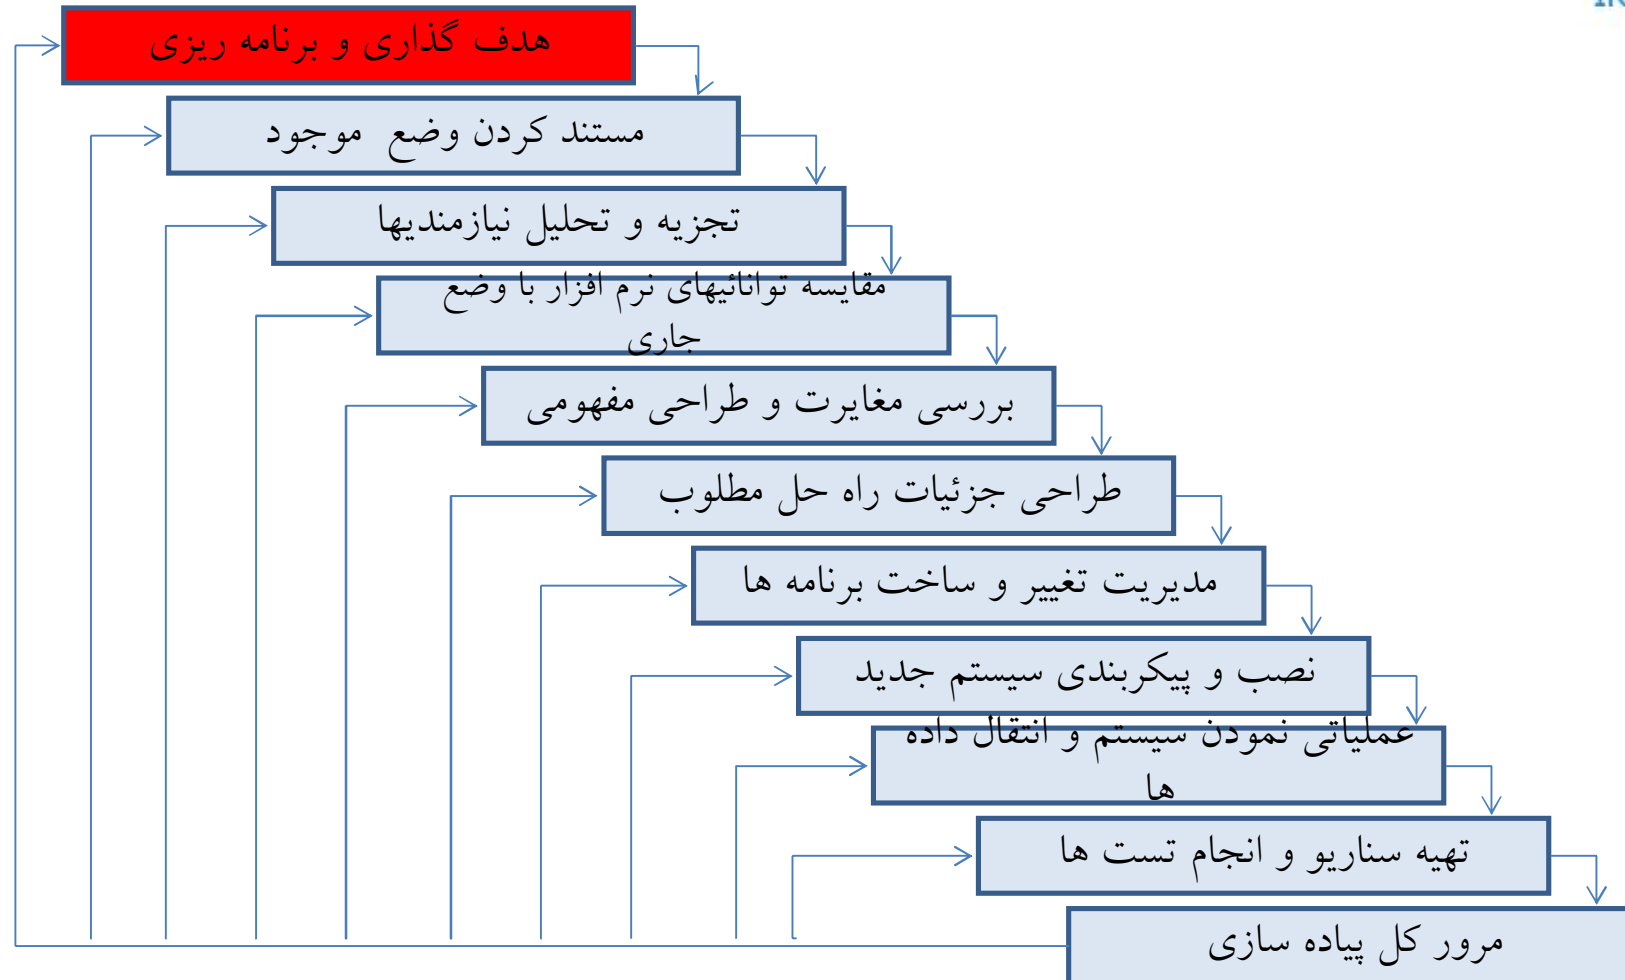 هدف گذاری و برنامه ریزی
مستند کردن وضع موجود
تجزیه و تحلیل نیازمندیها
مقایسه توانائیهای نرم افزار با وضع
جاری
بررسی مغایرت و طراحی مفهومی
طراحی جزئیات راه حل مطلوب
مدیریت تغییر و ساخت برنامه ها
نصب و پیکربندی سیستم جدید
عملیاتی نمودن سیستم و انتقال داده
ها
تهیه سناریو و انجام تست ها
مرور کل پیاده سازی